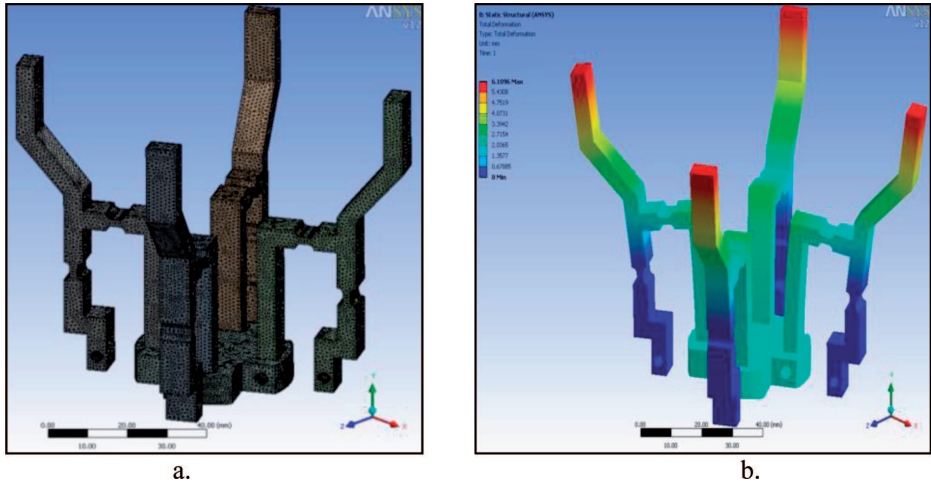 ANSYS
v12
0.00
20.00
40.00 (mm)
10.00
30.00
Y
Z
X
a.
B: Static Structural (ANSYS)
Total Deformation
Type: Total Deformation
Unit: mm
Time: 1
6.1096 Max
5.4308
4.7519
4.0731
3.3942
2.7154
2.0365
1.3577
0.67885
0 Min
ANSYS
v12
0.00
20.00
40.00 (mm)
10.00
30.00
Y
Z
X
b.